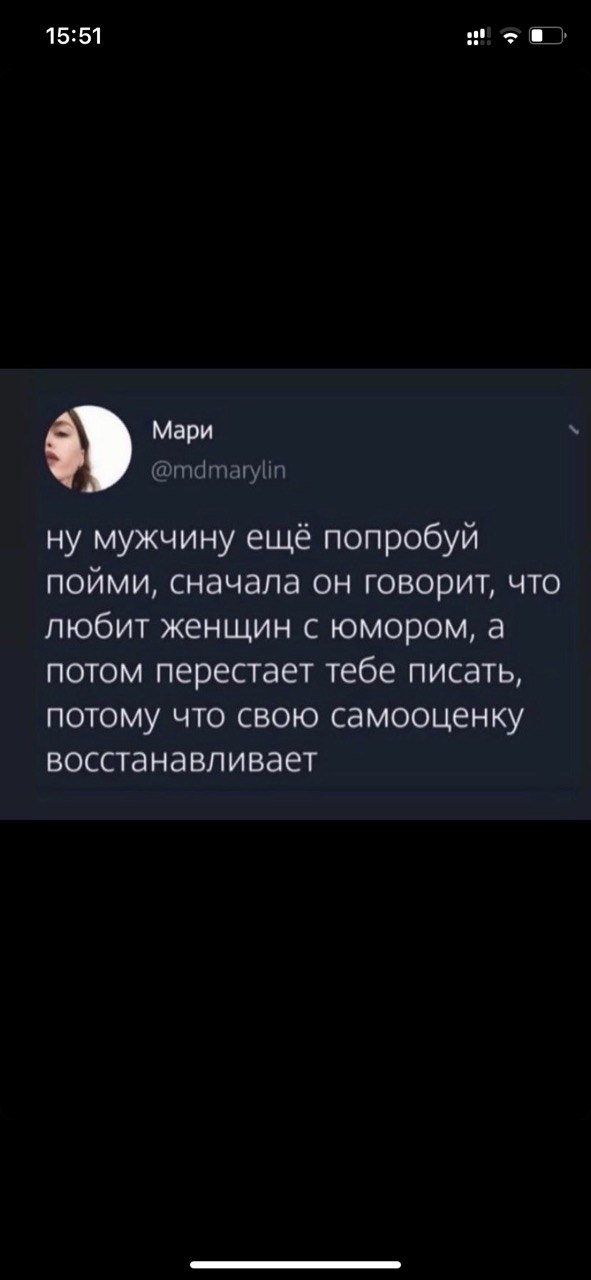 15:51
Мари
@mdmarylin
ну мужчину ещё попробуй
пойми, сначала он говорит, что
любит женщин с юмором, а
потом перестает тебе писать,
потому что свою самооценку
восстанавливает